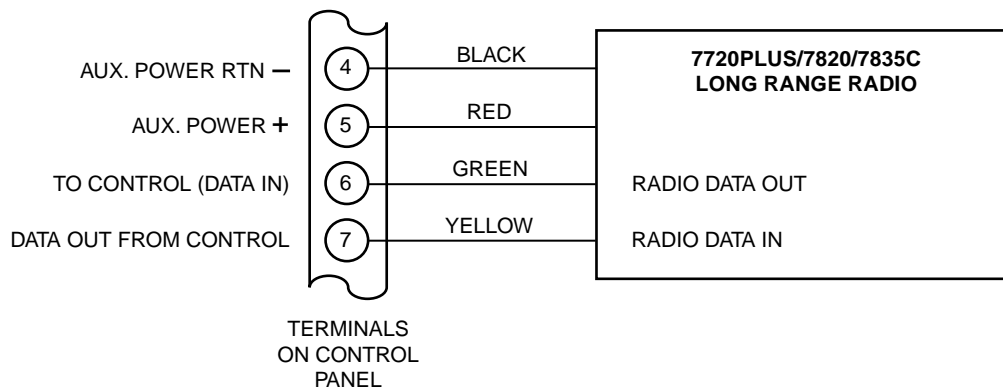 AUX. POWER RTN –
4
BLACK
7720PLUS/7820/7835C
LONG RANGE RADIO
AUX. POWER +
5
RED
TO CONTROL (DATA IN)
6
GREEN
RADIO DATA OUT
DATA OUT FROM CONTROL
7
YELLOW
RADIO DATA IN
TERMINALS
ON CONTROL
PANEL